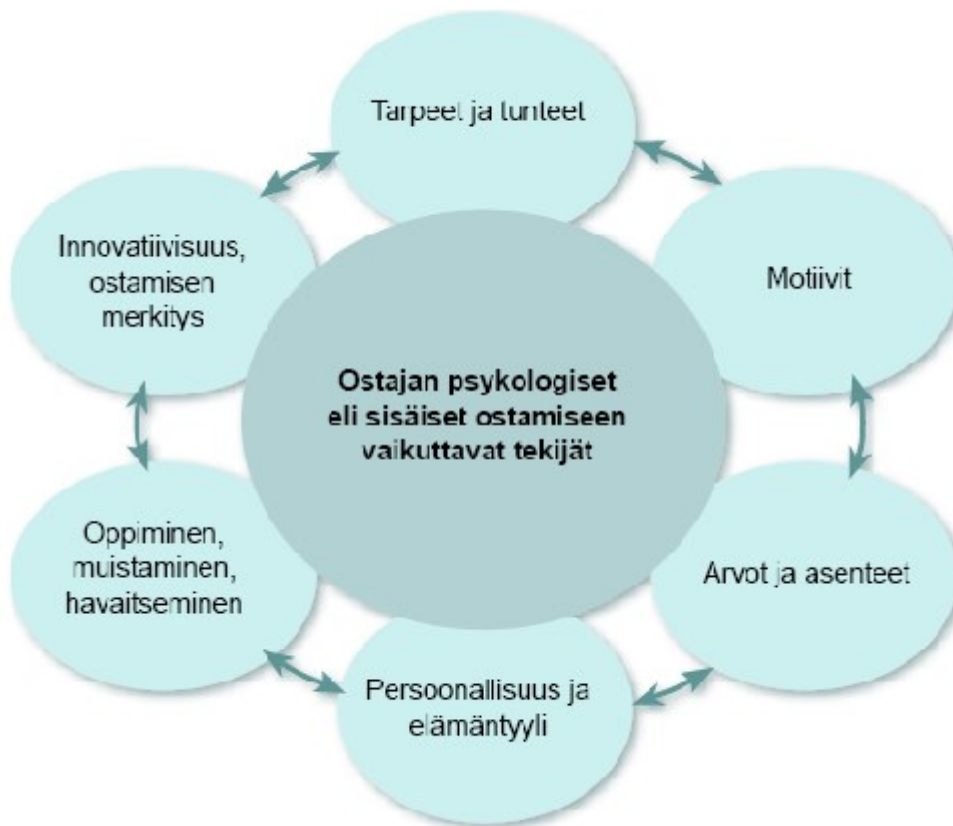 Tarpeet ja tunteet
Innovatiivisuus,
ostamisen
merkitys
Motiivit
Ostajan psykologiset
eli sisäiset ostamiseen
vaikuttavat tekijät
Oppiminen,
muistaminen,
havaitseminen
Arvot ja asenteet
Persoonallisuus ja
elämäntyyli